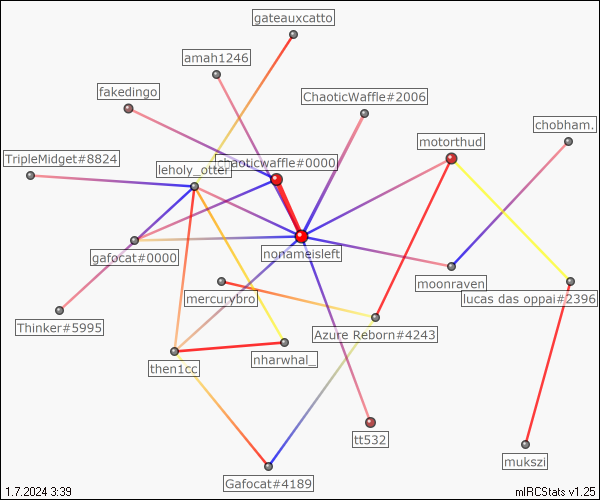 gateauxcatto
amah1246
fakedingo
ChaoticWaffle#2006
chobham.
motorthud
TripleMidget#8824
leholy_otter
Chaoticwaffle#0000
gafocat#0000
nonameisleft
moonraven
lucas das oppai#2396
mercurybro
Thinker#5995
Azure Reborn#4243
nharwhal_
then1cc
tt532
mukszi
Gafocat#4189
1.7.2024 3:39
mIRCStats v1.25